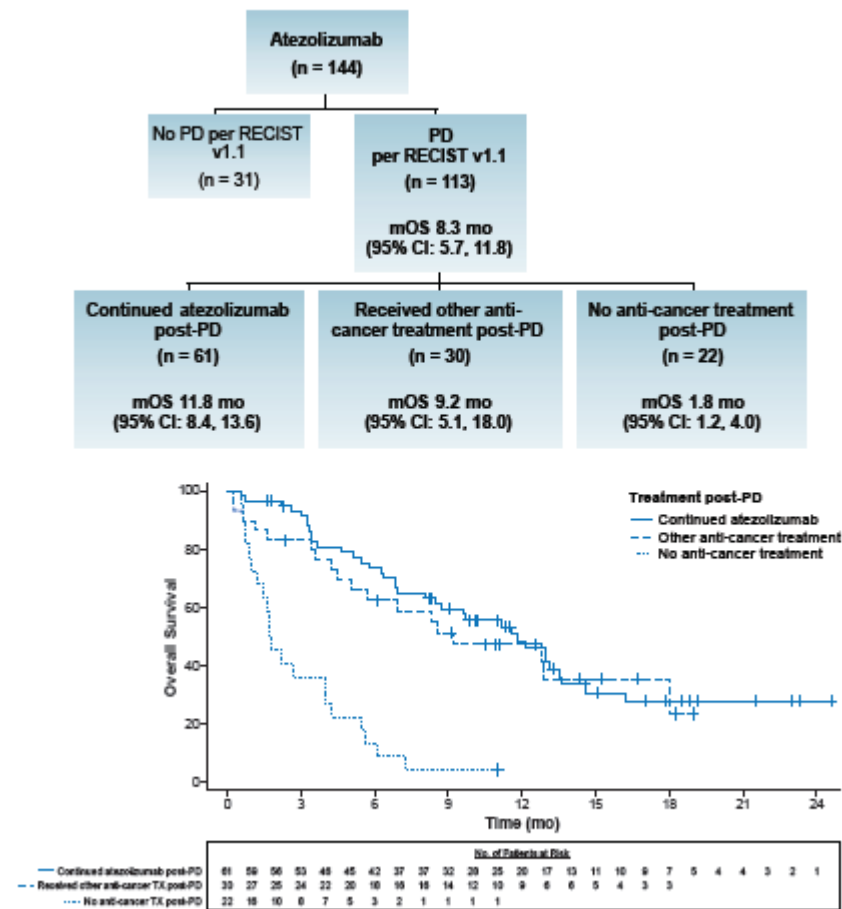 Atezolizumab
(n = 144)
No PD per RECIST
v1.1
(n = 31)
PD
per RECIST v1.1
(n = 113)
mOS 8.3 mo
(95% CI: 5.7, 11.8)
Continued atezolizumab
post-PD
(n = 61)
mOS 11.8 mo
(95% CI: 8.4, 13.6)
Received other anti-
cancer treatment post-PD
(n = 30)
mOS 9.2 mo
(95% CI: 5.1, 18.0)
No anti-cancer treatment
post-PD
(n = 22)
mOS 1.8 mo
(95% CI: 1.2, 4.0)
Treatment post-PD
Continued atezolizumab
Other anti-cancer treatment
No anti-cancer treatment
Overall Survival
100
80
60
40
20
0
0 3 6 9 12 15 18 21 24
Time (mo)
No. of Patients at Risk
Continued atezolizumab post-PD 61 59 56 53 48 45 42 37 37 32 28 25 20 17 13 11 10 9 7 5 4 4 3 2 1
Received other anti-cancer TX post-PD 30 27 25 24 22 20 18 16 16 14 12 10 9 6 6 5 4 3 3
No anti-cancer TX post-PD 22 16 10 8 7 5 3 2 1 1 1 1